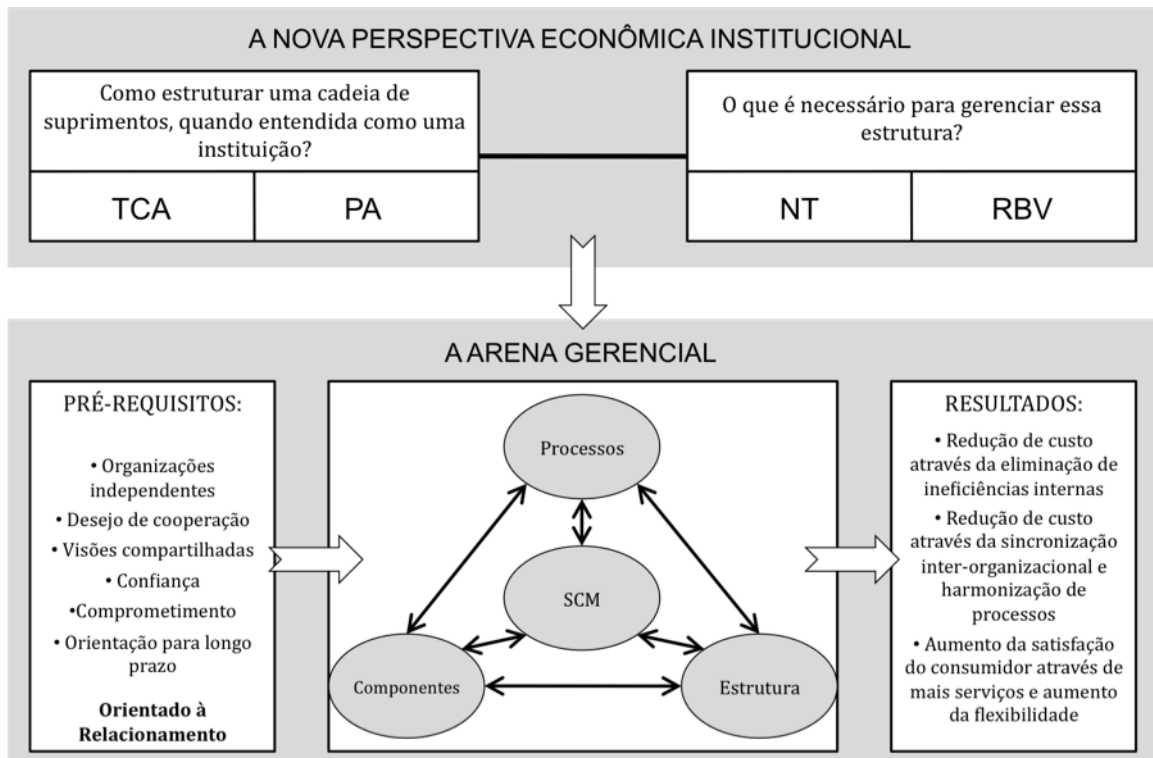 A NOVA PERSPECTIVA ECONÔMICA INSTITUCIONAL
Como estruturar uma cadeia de
suprimentos, quando entendida como uma
instituição?
TCA
PA
O que é necessário para gerenciar essa
estrutura?
NT
RBV
A ARENA GERENCIAL
PRÉ-REQUISITOS:
• Organizações
independentes
• Desejo de cooperação
• Visões compartilhadas
• Confiança
•Comprometimento
• Orientação para longo
prazo
Orientado à
Relacionamento
Processos
SCM
Componentes
Estrutura
RESULTADOS:
• Redução de custo
através da eliminação de
ineficiências internas
• Redução de custo
através da sincronização
inter-organizacional e
harmonização de
processos
• Aumento da satisfação
do consumidor através de
mais serviços e aumento
da flexibilidade